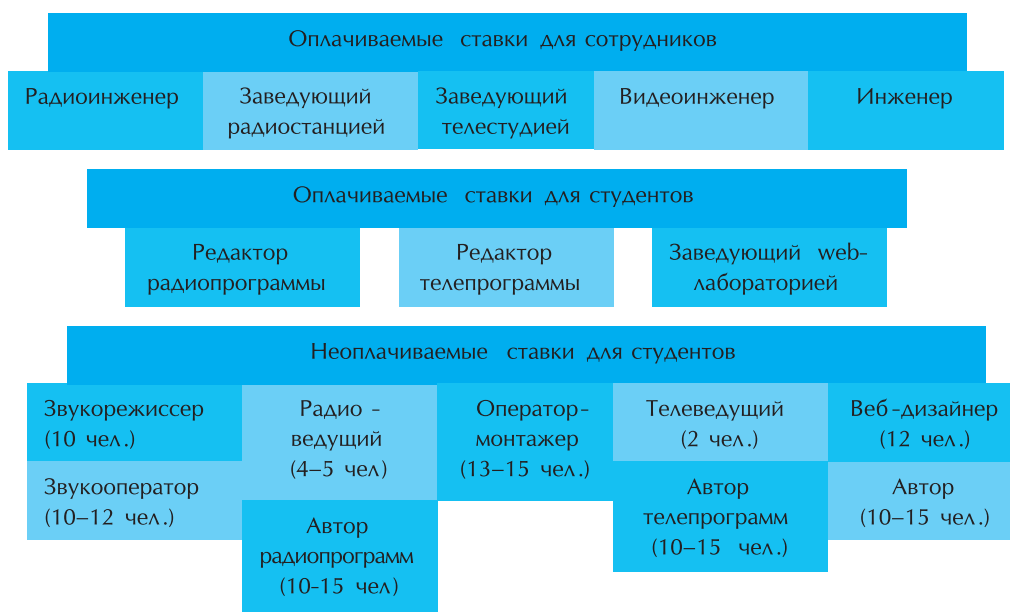 Оплачиваемые ставки для сотрудников
Радиоинженер
Заведующий
радиостанцией
Заведующий
телестудией
Видеоинженер
Инженер
Оплачиваемые ставки для студентов
Редактор
радиопрограммы
Редактор
телепрограммы
Заведующий web-
лабораторией
Неоплачиваемые ставки для студентов
Звукорежиссер
(10 чел.)
Звукооператор
(10–12 чел.)
Радио -
ведущий
(4–5 чел)
Автор
радиопрограмм
(10-15 чел)
Оператор-
монтажер
(13–15 чел.)
Телеведущий
(2 чел.)
Автор
телепрограмм
(10–15 чел.)
Веб-дизайнер
(12 чел.)
Автор
(10–15 чел.)